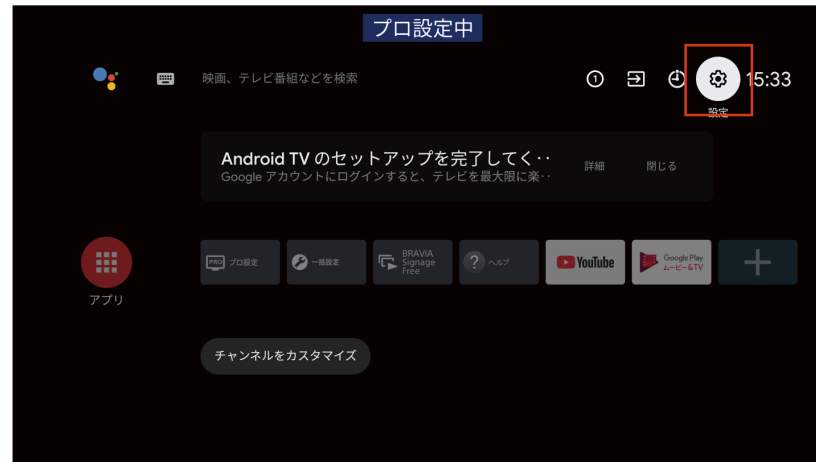 プロ設定中
映画、テレビ番組などを検索
1
15:33
設定
Android TV のセットアップを完了してく‥
Google アカウントにログインすると、テレビを最大限に楽‥
詳細
閉じる
アプリ
PRO プロ設定
一括設定
BRAVIA
Signage
Free
? ヘルプ
YouTube
Google Play
ムービー&TV
チャンネルをカスタマイズ